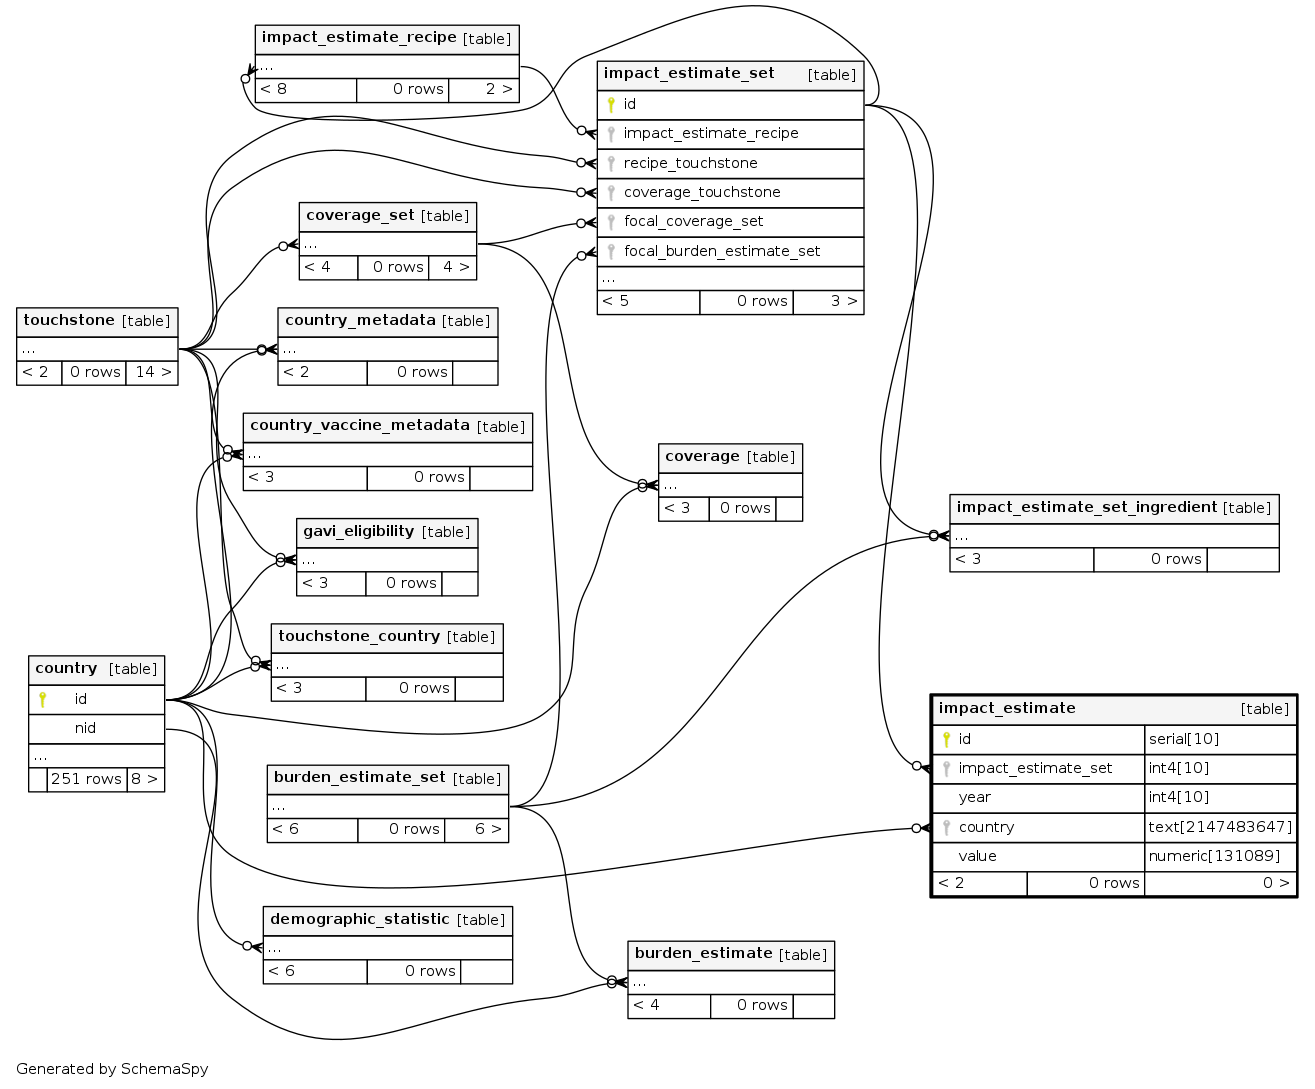 impact_estimate_recipe [table]
...
< 8 0 rows 2 >
impact_estimate_set [table]
id
impact_estimate_recipe
recipe_touchstone
coverage_touchstone
focal_coverage_set
focal_burden_estimate_set
...
< 5 0 rows 3 >
coverage_set [table]
...
< 4 0 rows 4 >
touchstone [table]
...
< 2 0 rows 14 >
country_metadata [table]
...
< 2 0 rows
country_vaccine_metadata [table]
...
< 3 0 rows
coverage [table]
...
< 3 0 rows
impact_estimate_set_ingredient [table]
...
< 3 0 rows
gavi_eligibility [table]
...
< 3 0 rows
touchstone_country [table]
...
< 3 0 rows
country [table]
id
nid
...
251 rows 8 >
impact_estimate [table]
id serial[10]
impact_estimate_set int4[10]
year int4[10]
country text[2147483647]
value numeric[131089]
< 2 0 rows 0 >
burden_estimate_set [table]
...
< 6 0 rows 6 >
demographic_statistic [table]
...
< 6 0 rows
burden_estimate [table]
...
< 4 0 rows
Generated by SchemaSpy